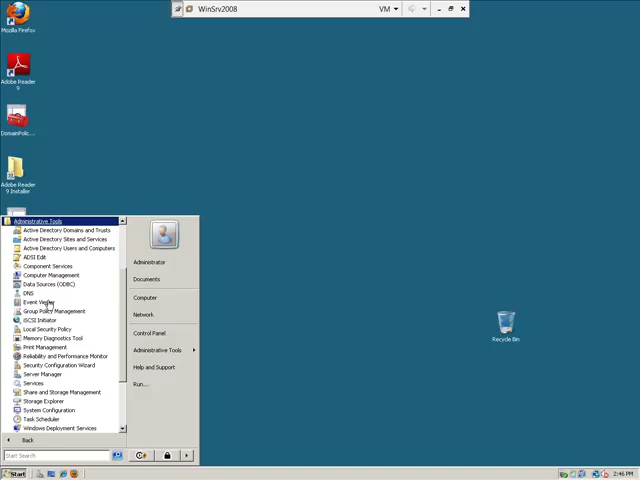 WinSrv2008
VM
Mozilla Firefox
Adobe Reader
9
DomainPolic...
Adobe Reader
9 Installer
Administrative Tools
Active Directory Domains and Trusts
Active Directory Sites and Services
Active Directory Users and Computers
ADSI Edit
Component Services
Computer Management
Data Sources (ODBC)
DNS
Event Viewer
Group Policy Management
iSCSI Initiator
Local Security Policy
Memory Diagnostics Tool
Print Management
Reliability and Performance Monitor
Security Configuration Wizard
Server Manager
Services
Share and Storage Management
Storage Explorer
System Configuration
Task Scheduler
Windows Deployment Services
Back
Start Search
Administrator
Documents
Computer
Network
Control Panel
Administrative Tools
Help and Support
Run...
Recycle Bin
Start
2:46 PM